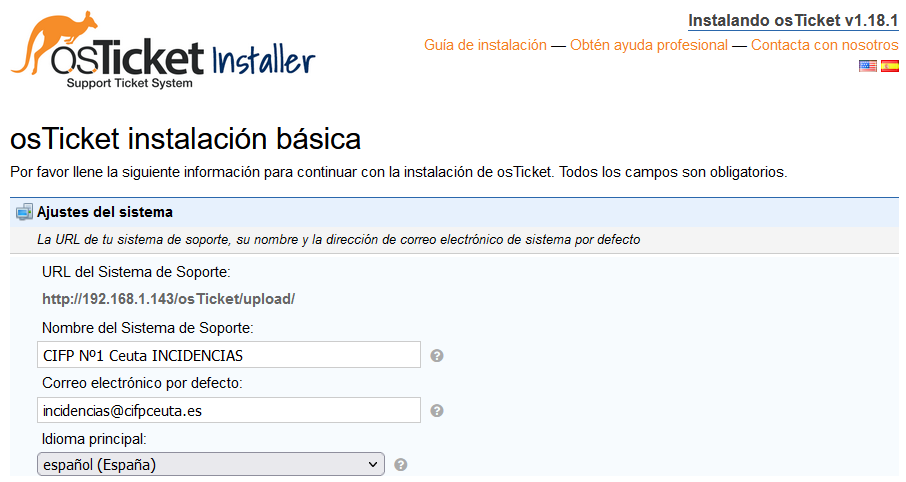 osTicket Installer
Support Ticket System
Instalando osTicket v1.18.1
Guía de instalación — Obtén ayuda profesional — Contacta con nosotros
osTicket instalación básica
Por favor llene la siguiente información para continuar con la instalación de osTicket. Todos los campos son obligatorios.
Ajustes del sistema
La URL de tu sistema de soporte, su nombre y la dirección de correo electrónico de sistema por defecto
URL del Sistema de Soporte:
http://192.168.1.143/osTicket/upload/
Nombre del Sistema de Soporte:
CIFP Nº1 Ceuta INCIDENCIAS
Correo electrónico por defecto:
incidencias@cifpceuta.es
Idioma principal:
español (España)